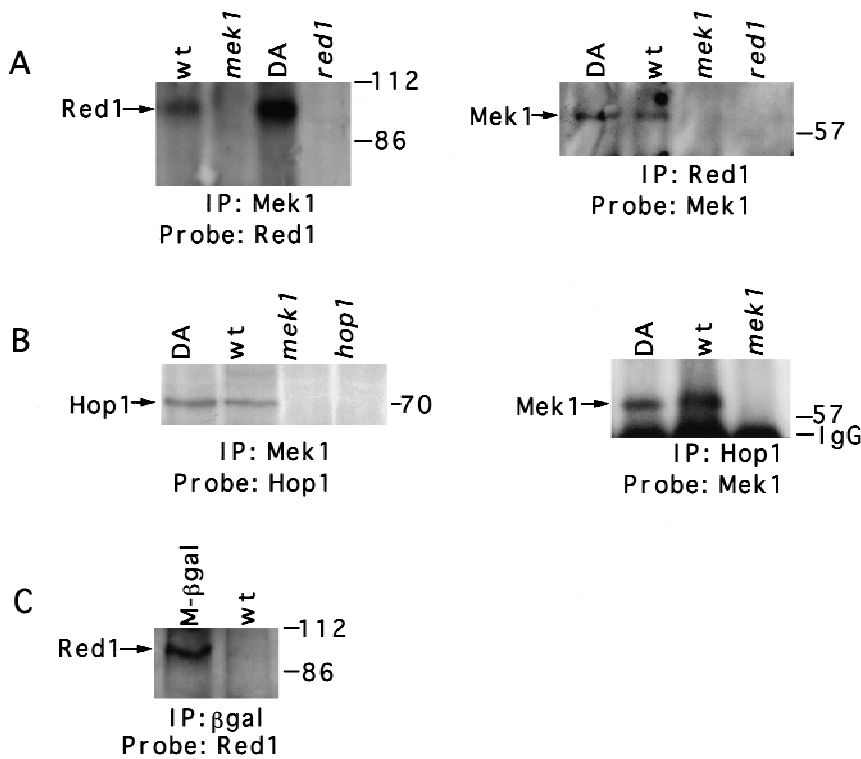 A
wt mek1 DA red1
Red1
–112
–86
IP: Mek1
Probe: Red1
DA wt mek1 red1
Mek1
–57
IP: Red1
Probe: Mek1
B
DA wt mek1 hop1
Hop1
-70
IP: Mek1
Probe: Hop1
DA wt mek1
Mek1
–57
–IgG
IP: Hop1
Probe: Mek1
C
M-βgal wt
Red1
–112
–86
IP: βgal
Probe: Red1